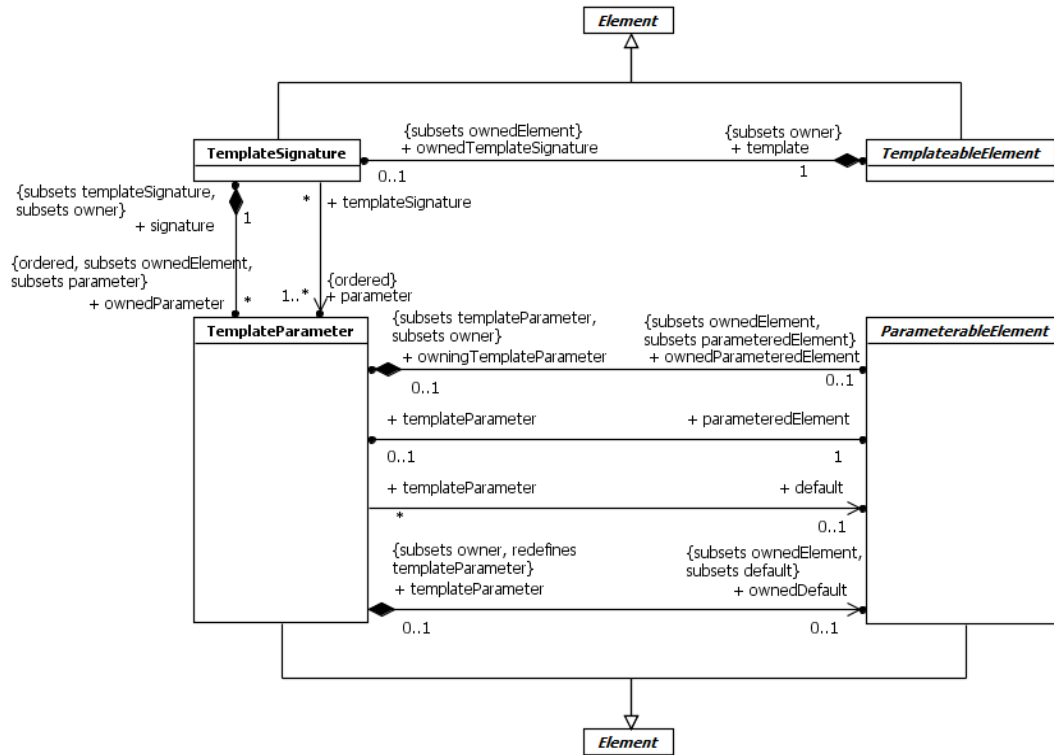 Element
{subsets ownedElement}
+ ownedTemplateSignature
{subsets owner}
+ template
TemplateSignature
TemplateableElement
0..1
1
{subsets templateSignature,
subsets owner}
+ signature
1
*
+ templateSignature
{ordered, subsets ownedElement,
subsets parameter}
+ ownedParameter
*
1..*
{ordered}
+ parameter
TemplateParameter
ParameterableElement
{subsets templateParameter,
subsets owner}
+ owningTemplateParameter
0..1
{subsets ownedElement,
subsets parameteredElement}
+ ownedParameteredElement
0..1
+ templateParameter
+ parameteredElement
0..1
1
+ templateParameter
+ default
*
0..1
{subsets owner, redefines
templateParameter}
+ templateParameter
0..1
{subsets ownedElement,
subsets default}
+ ownedDefault
0..1
Element